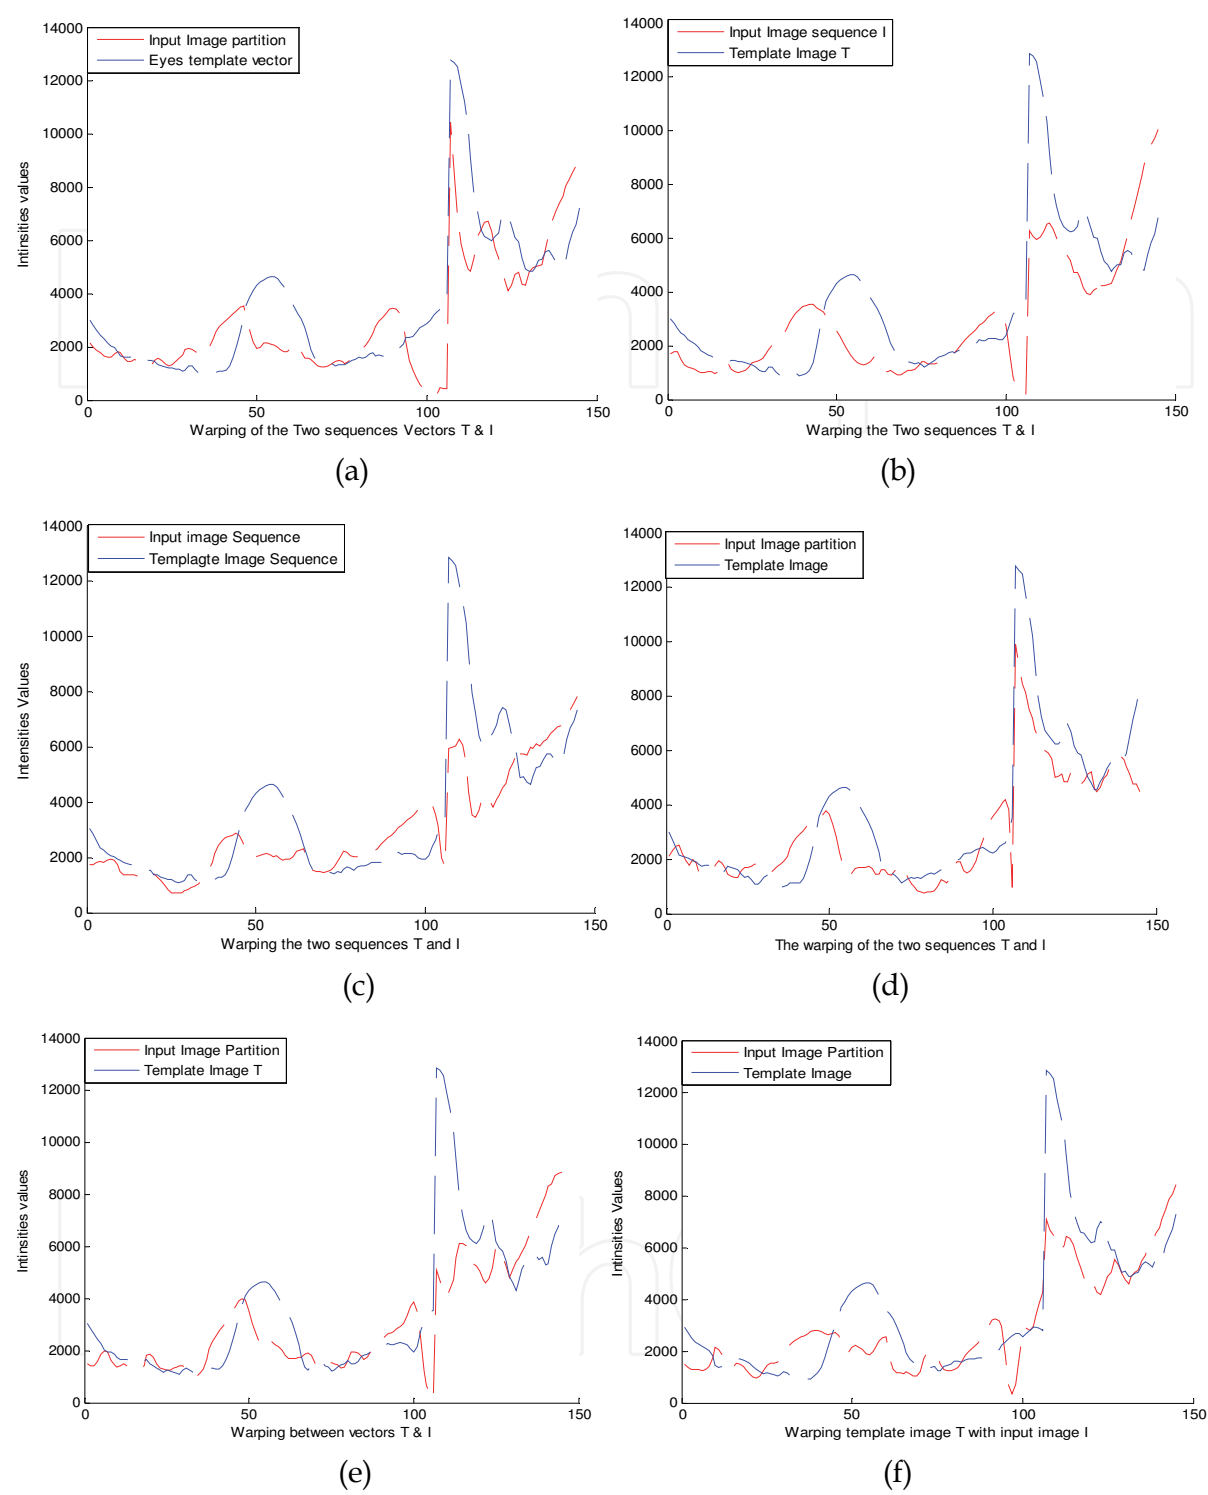 14000
12000
10000
8000
6000
4000
2000
0
Intinsities values
Input Image partition
Eyes template vector
0 50 100 150
Warping of the Two sequences Vectors T & I
(a)
14000
12000
10000
8000
6000
4000
2000
0
Input Image sequence I
Template Image T
0 50 100 150
Warping the Two sequences T & I
(b)
14000
12000
10000
8000
6000
4000
2000
0
Intensities Values
Input image Sequence
Templagte Image Sequence
0 50 100 150
Warping the two sequences T and I
(c)
14000
12000
10000
8000
6000
4000
2000
0
Input Image partition
Template Image
0 50 100 150
The warping of the two sequences T and I
(d)
14000
12000
10000
8000
6000
4000
2000
0
Intinsities values
Input Image Partition
Template Image T
0 50 100 150
Warping between vectors T & I
(e)
14000
12000
10000
8000
6000
4000
2000
0
Intinsities Values
Input Image Partition
Template Image
0 50 100 150
Warping template image T with input image I
(f)